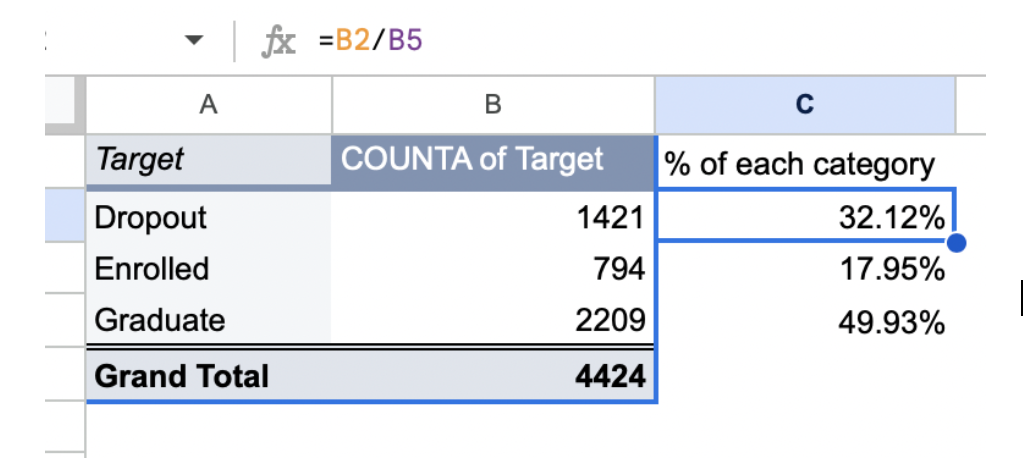 fx =B2/B5
A B C
Target COUNTA of Target % of each category
Dropout 1421 32.12%
Enrolled 794 17.95%
Graduate 2209 49.93%
Grand Total 4424